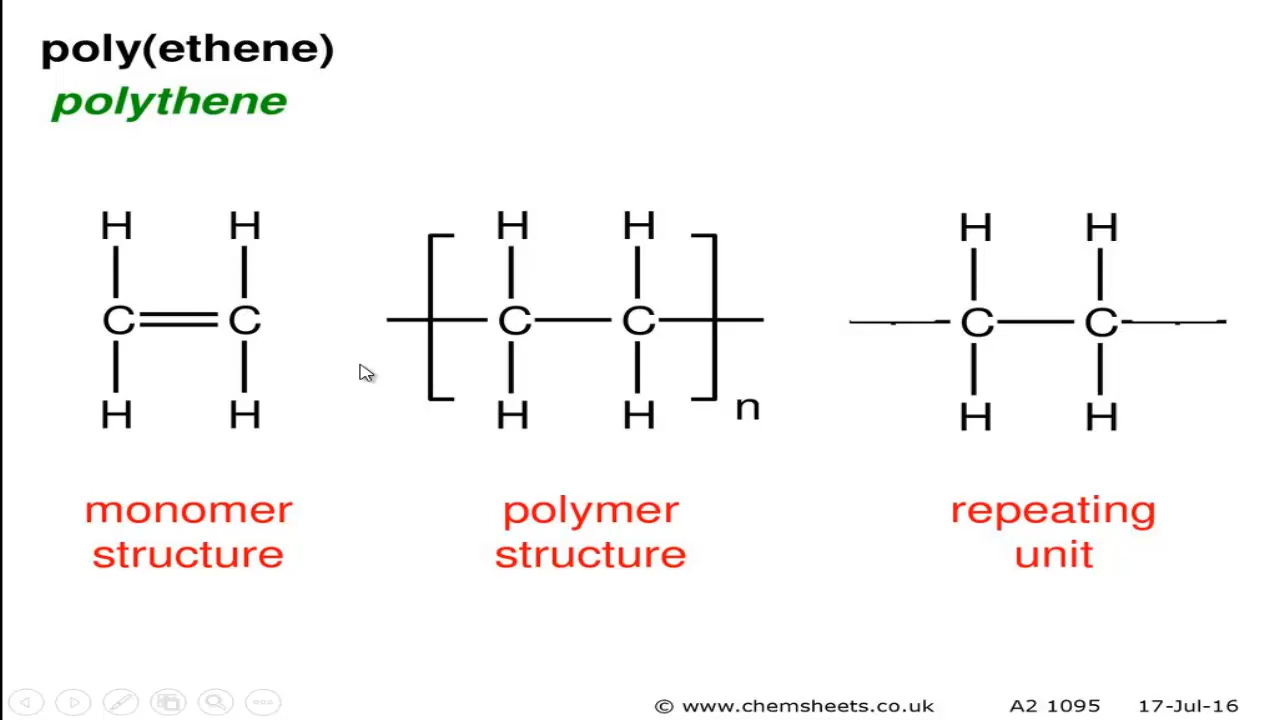 poly(ethene)
polythene
H H H H H H
C C C C C C
H H H H n H H
monomer structure
polymer structure
repeating unit
© www.chemsheets.co.uk A2 1095 17-Jul-16